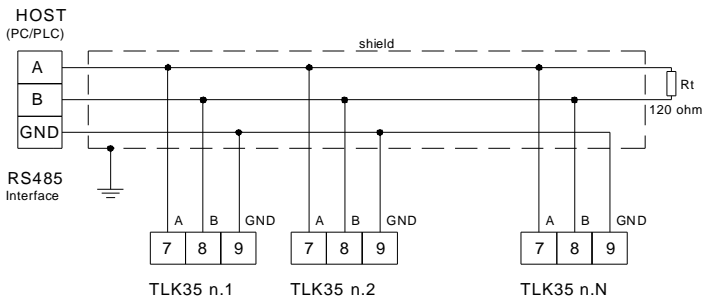 HOST
(PC/PLC)
shield
A
B
GND
Rt
120 ohm
RS485
Interface
A B GND A B GND A B GND
7 8 9 7 8 9 7 8 9
TLK35 n.1 TLK35 n.2 TLK35 n.N